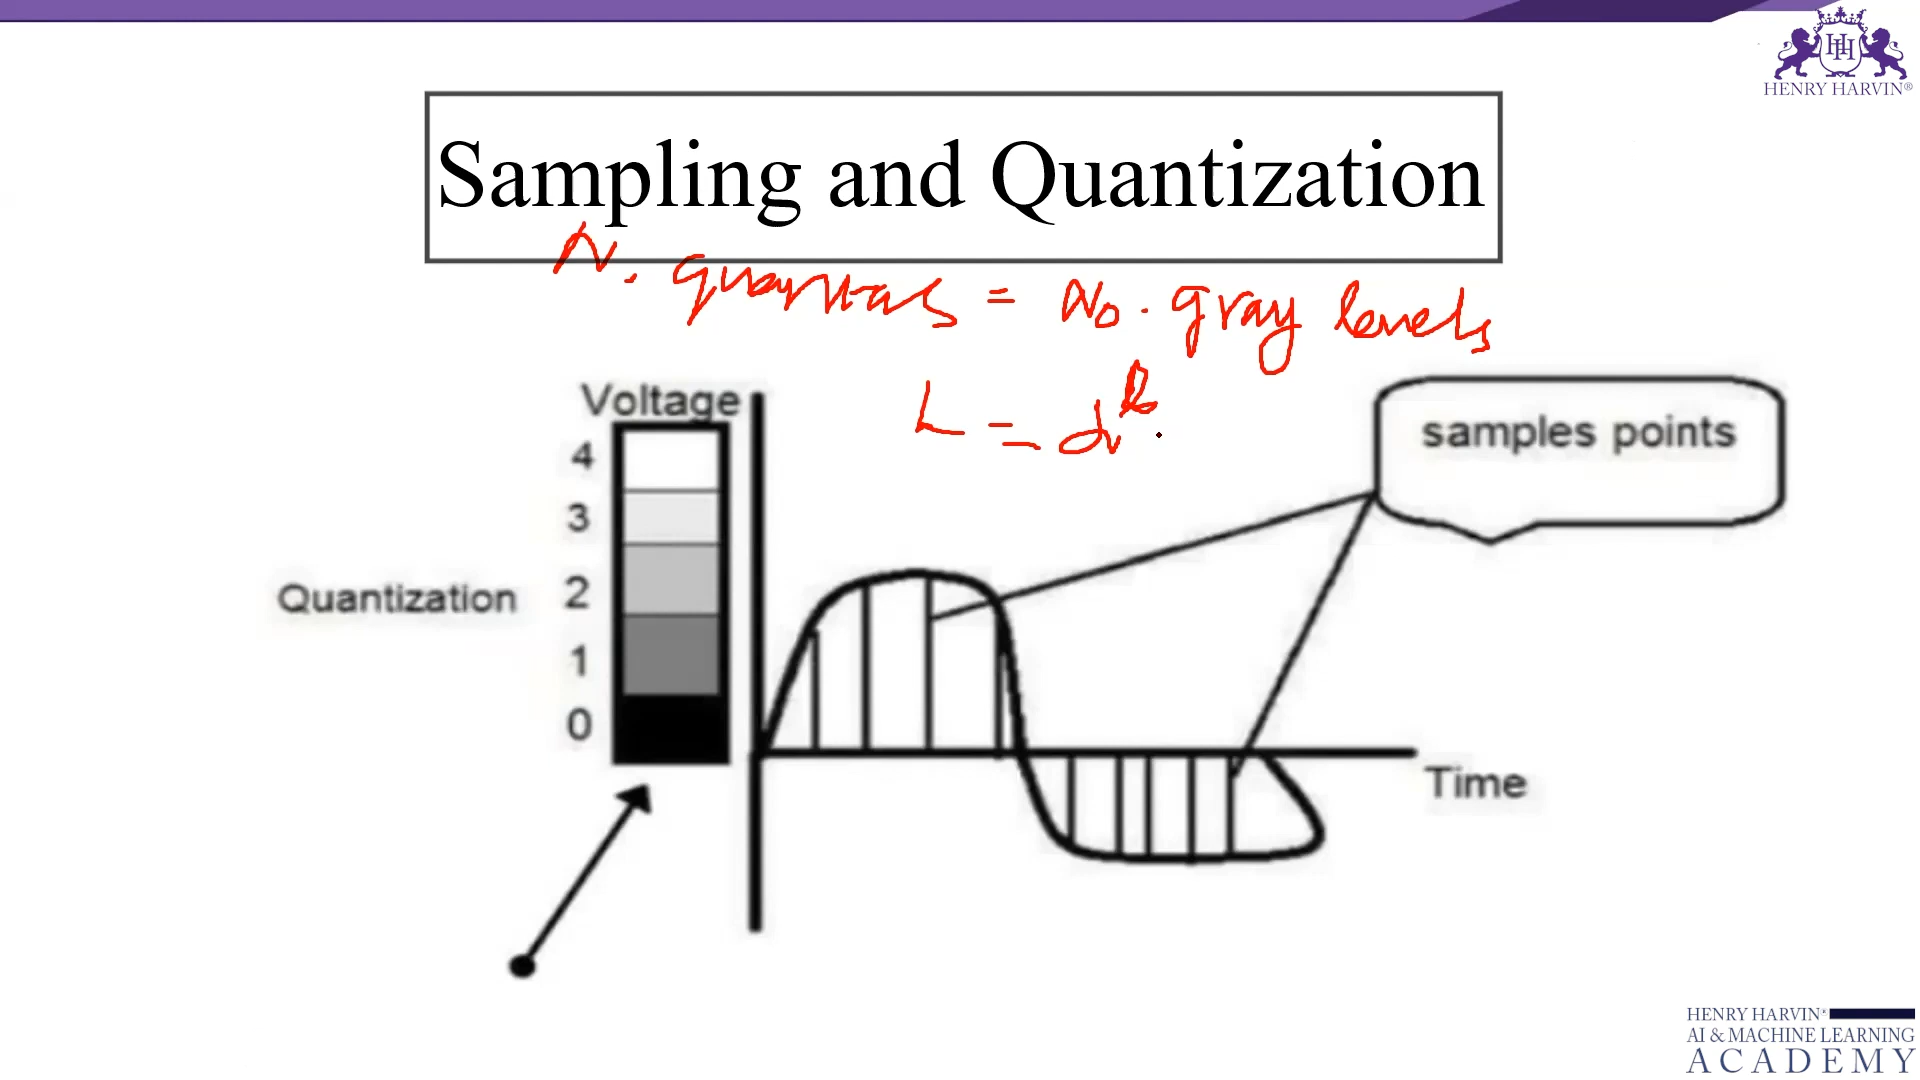 HENRY HARVIN®
Sampling and Quantization
N. quantas = No. gray levels
L = 2^k
Voltage
4
3
2
1
0
Quantization
samples points
Time
HENRY HARVIN®
AI & MACHINE LEARNING
ACADEMY